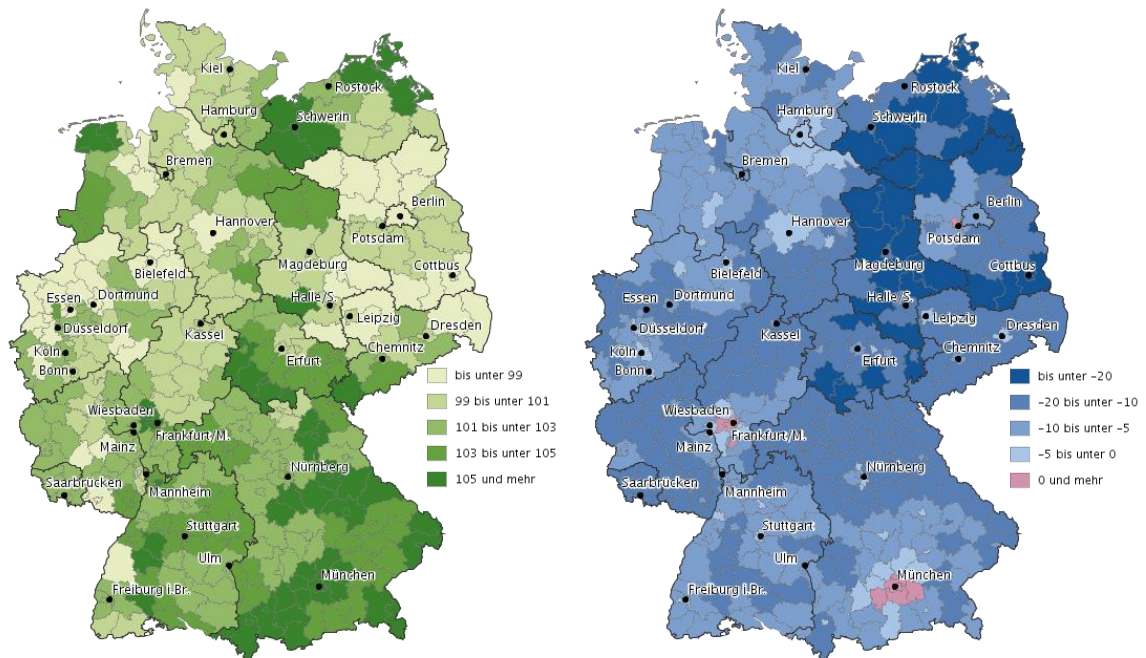 Kiel
Rostock
Hamburg
Schwerin
Bremen
Berlin
Hannover
Potsdam
Bielefeld
Magdeburg
Cottbus
Essen
Dortmund
Halle/S.
Leipzig
Düsseldorf
Kassel
Dresden
Köln
Erfurt
Chemnitz
Bonn
Wiesbaden
Frankfurt/M.
Mainz
Saarbrücken
Nürnberg
Mannheim
Stuttgart
Ulm
München
Freiburg i.Br.
bis unter 99
99 bis unter 101
101 bis unter 103
103 bis unter 105
105 und mehr
Kiel
Rostock
Hamburg
Schwerin
Bremen
Berlin
Hannover
Potsdam
Bielefeld
Magdeburg
Cottbus
Essen
Dortmund
Halle/S.
Leipzig
Düsseldorf
Kassel
Dresden
Köln
Erfurt
Chemnitz
Bonn
Wiesbaden
Frankfurt/M.
Mainz
Saarbrücken
Nürnberg
Mannheim
Stuttgart
Ulm
München
Freiburg i.Br.
bis unter –20
–20 bis unter –10
–10 bis unter –5
–5 bis unter 0
0 und mehr